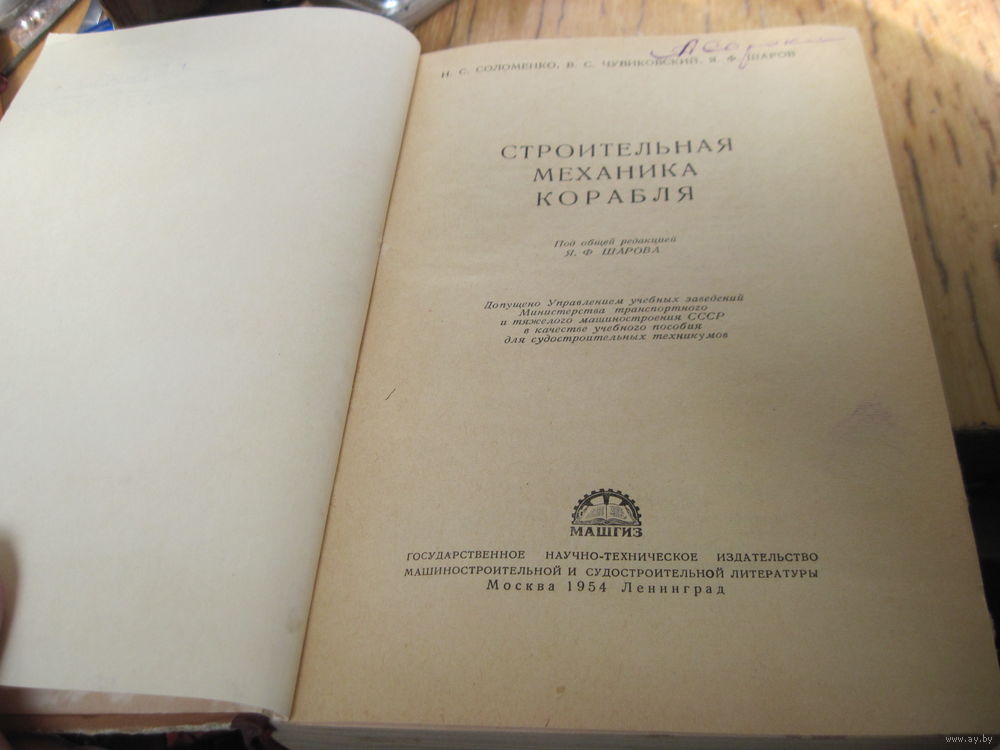 Н. С. СОЛОМЕНКО, В. С. ЧУВИКОВСКИЙ, Я. Ф. ШАРОВ
СТРОИТЕЛЬНАЯ
МЕХАНИКА
КОРАБЛЯ
Под общей редакцией
Я. Ф ШАРОВА
Допущено Управлением учебных заведений
Министерства транспортного
и тяжелого машиностроения СССР
в качестве учебного пособия
для судостроительных техникумов
МАШГИЗ
ГОСУДАРСТВЕННОЕ НАУЧНО-ТЕХНИЧЕСКОЕ ИЗДАТЕЛЬСТВО
МАШИНОСТРОИТЕЛЬНОЙ И СУДОСТРОИТЕЛЬНОЙ ЛИТЕРАТУРЫ
Москва 1954 Ленинград
www.ay.by